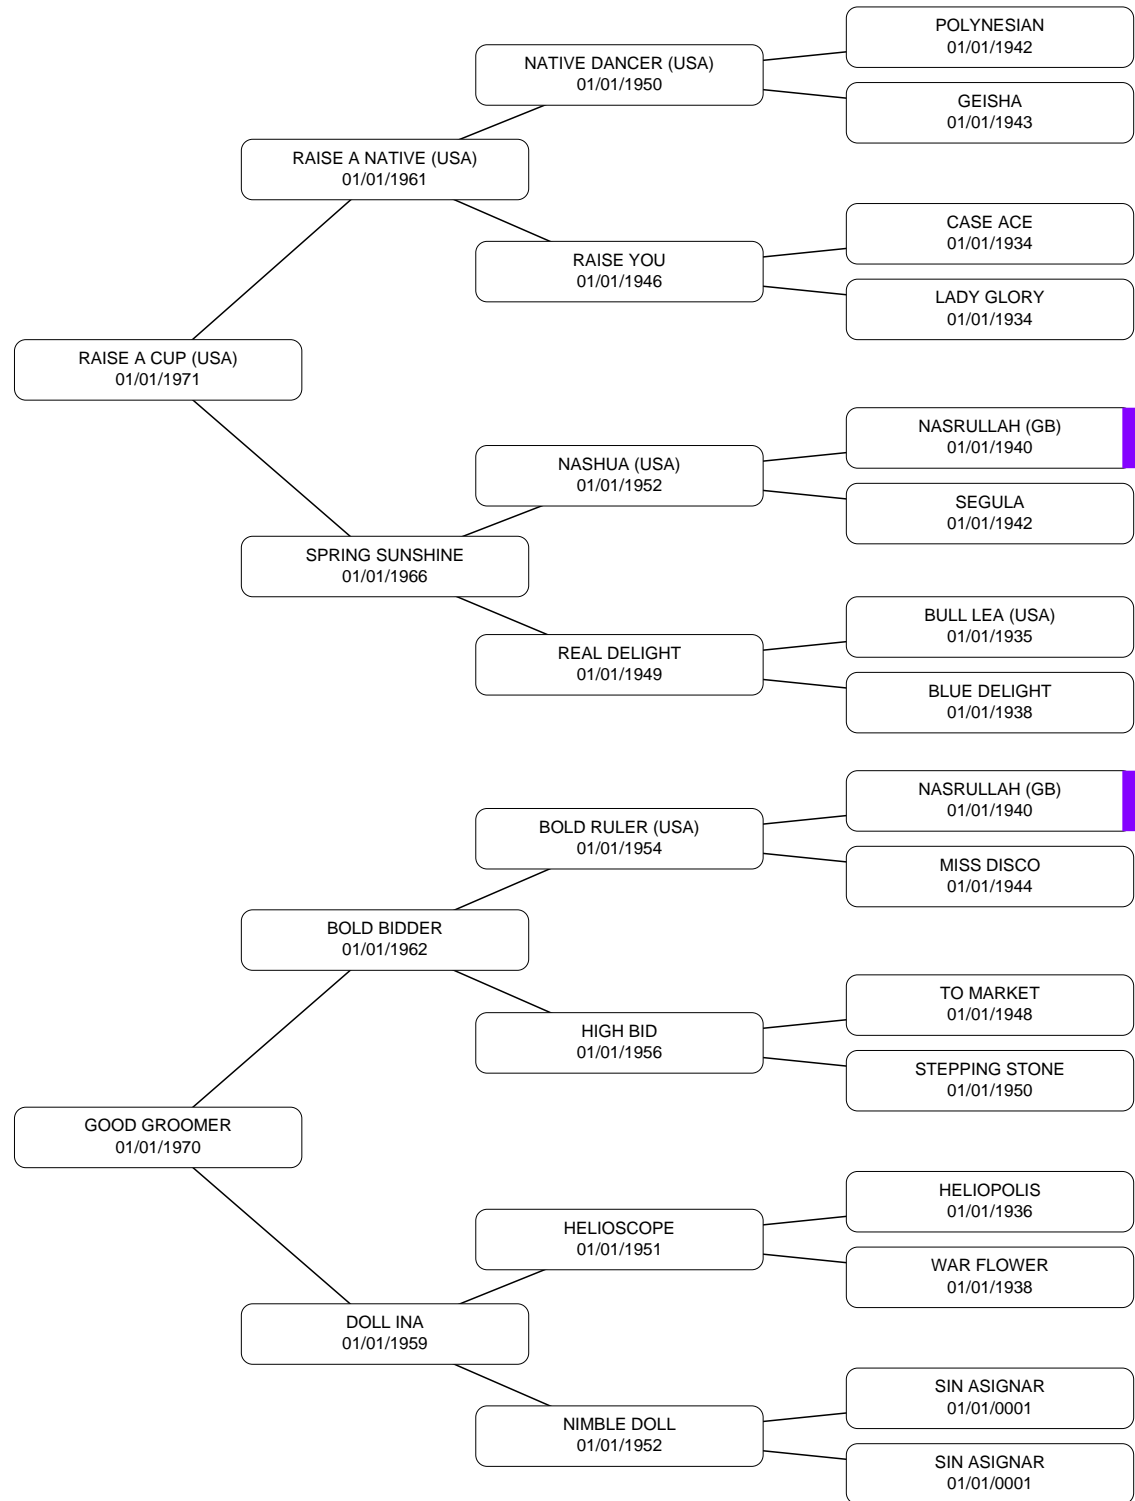 POLYNESIAN
01/01/1942
NATIVE DANCER (USA)
01/01/1950
GEISHA
01/01/1943
RAISE A NATIVE (USA)
01/01/1961
CASE ACE
01/01/1934
RAISE YOU
01/01/1946
LADY GLORY
01/01/1934
RAISE A CUP (USA)
01/01/1971
NASRULLAH (GB)
01/01/1940
NASHUA (USA)
01/01/1952
SEGULA
01/01/1942
SPRING SUNSHINE
01/01/1966
BULL LEA (USA)
01/01/1935
REAL DELIGHT
01/01/1949
BLUE DELIGHT
01/01/1938
NASRULLAH (GB)
01/01/1940
BOLD RULER (USA)
01/01/1954
MISS DISCO
01/01/1944
BOLD BIDDER
01/01/1962
TO MARKET
01/01/1948
HIGH BID
01/01/1956
STEPPING STONE
01/01/1950
GOOD GROOMER
01/01/1970
HELIOPOLIS
01/01/1936
HELIOSCOPE
01/01/1951
WAR FLOWER
01/01/1938
DOLL INA
01/01/1959
SIN ASIGNAR
01/01/0001
NIMBLE DOLL
01/01/1952
SIN ASIGNAR
01/01/0001